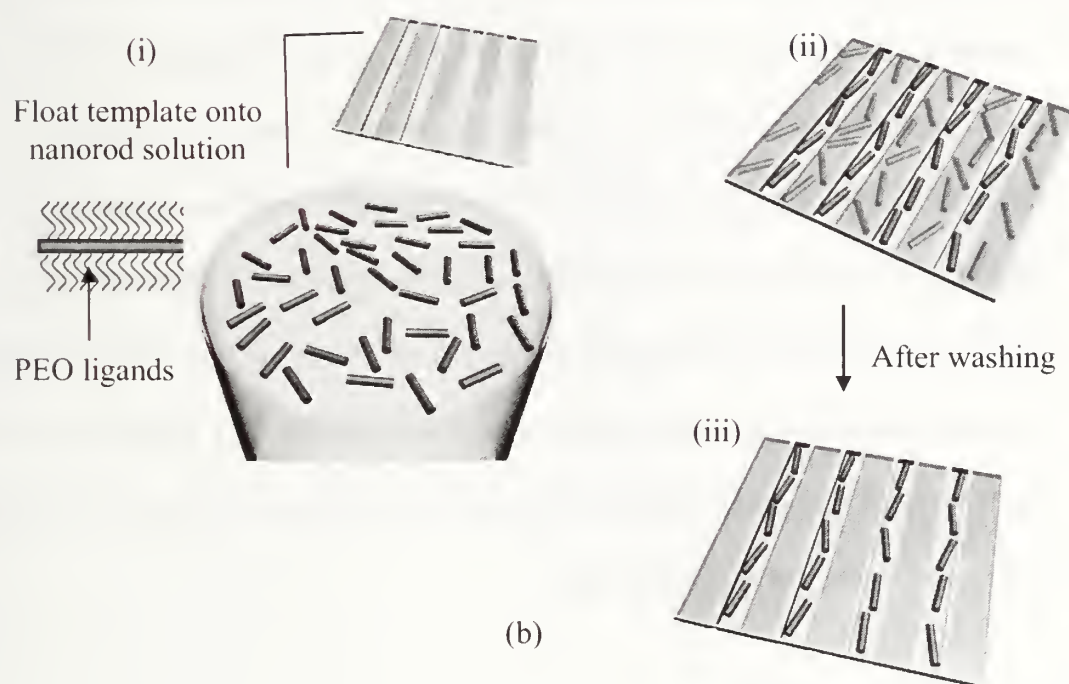 (i)
Float template onto
nanorod solution
PEO ligands
(ii)
After washing
(iii)
(b)